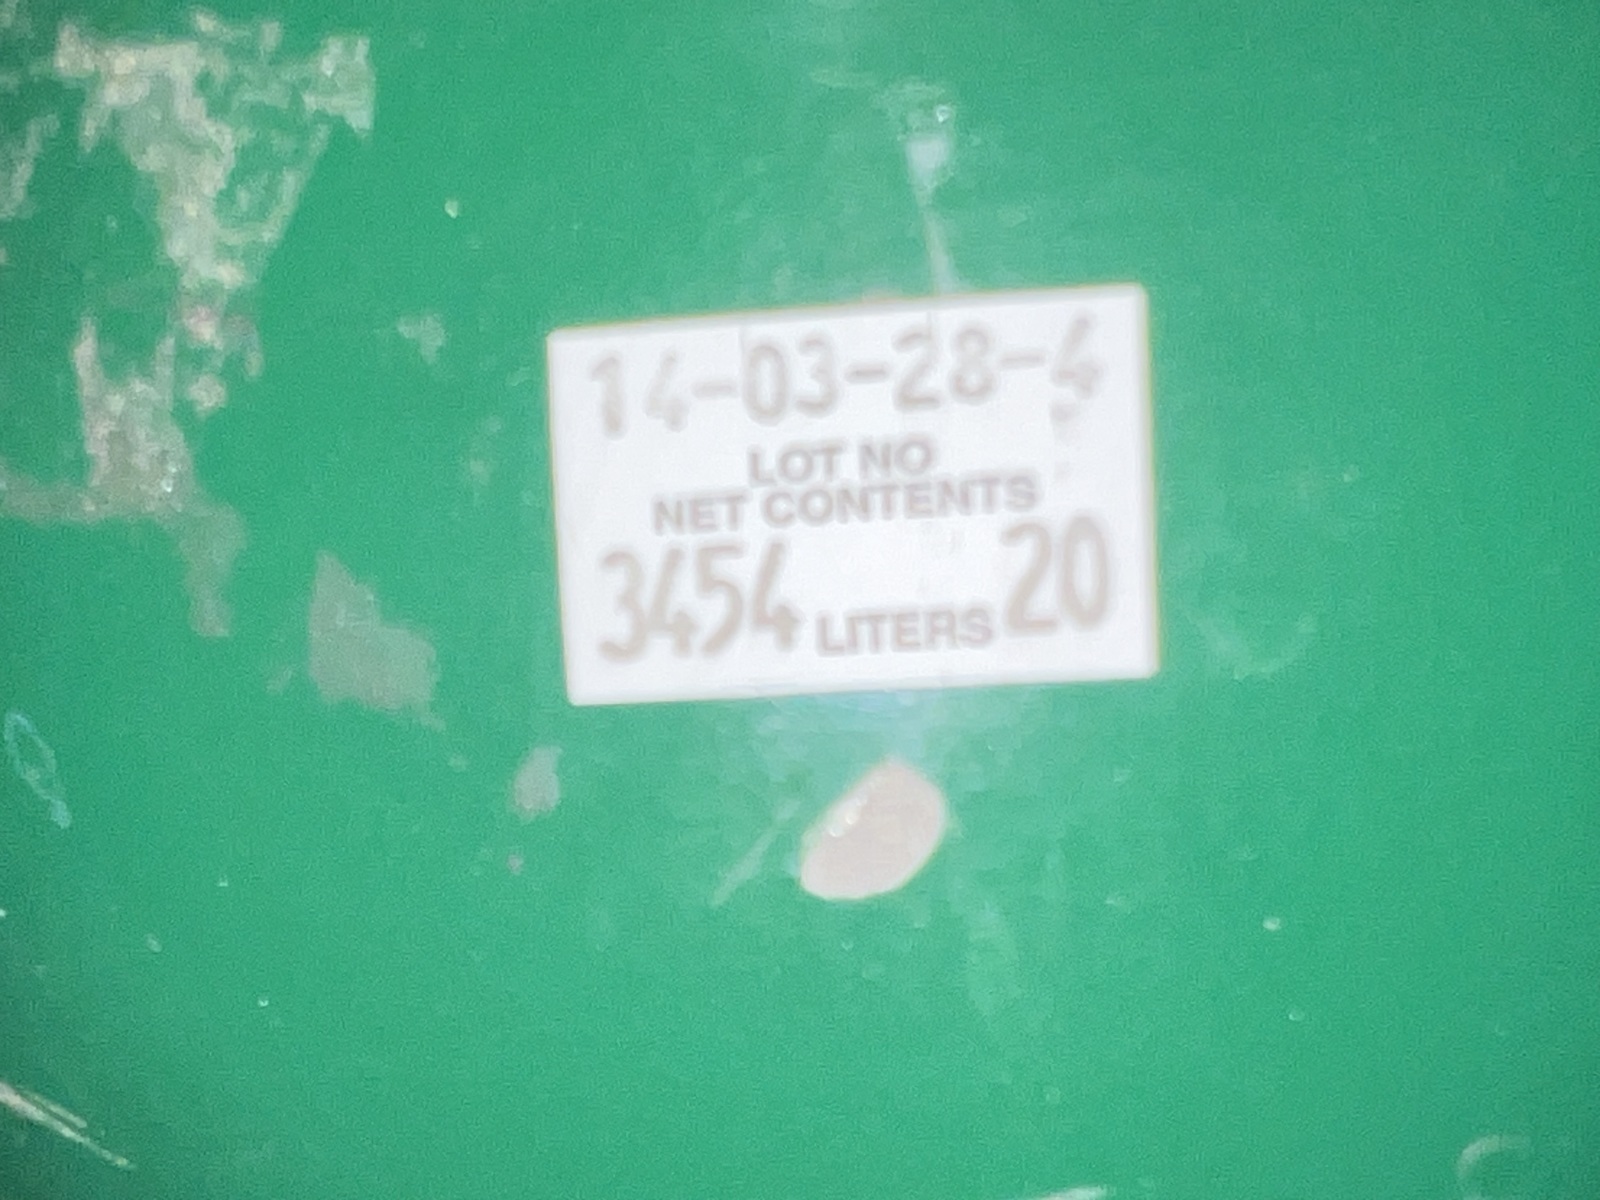 14-03-28-4
LOT NO
NET CONTENTS
3454 LITERS 20